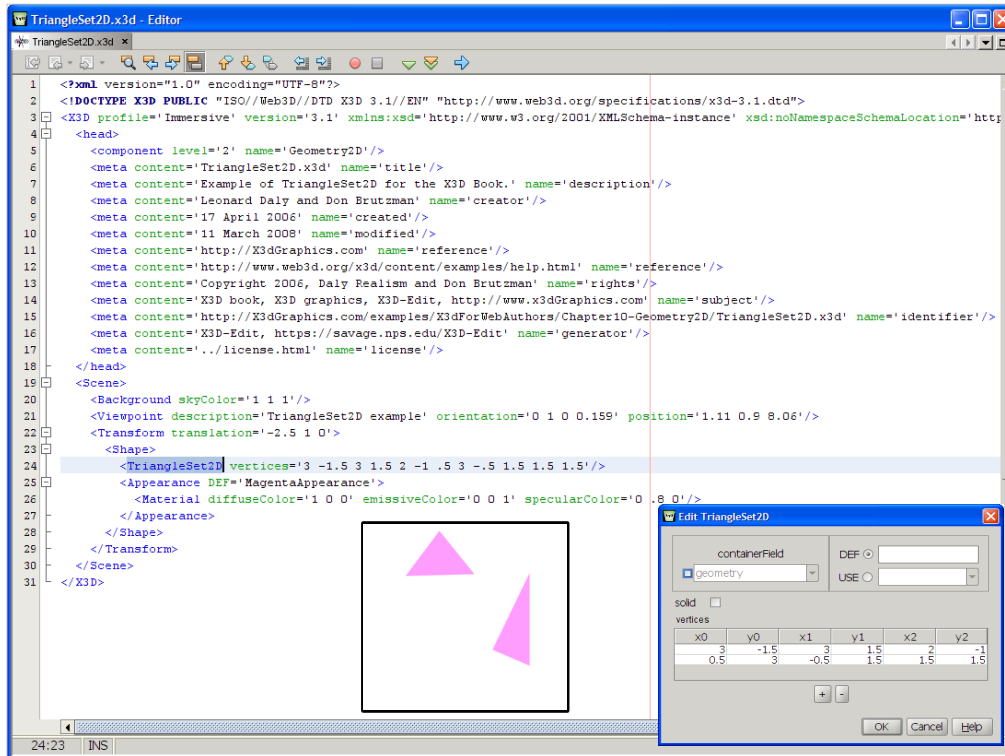 TriangleSet2D.x3d - Editor
TriangleSet2D.x3d ×
1 <?xml version="1.0" encoding="UTF-8"?>
2 <!DOCTYPE X3D PUBLIC "ISO//Web3D//DTD X3D 3.1//EN" "http://www.web3d.org/specifications/x3d-3.1.dtd">
3 <X3D profile='Immersive' version='3.1' xmlns:xsd='http://www.w3.org/2001/XMLSchema-instance' xsd:noNamespaceSchemaLocation='http
4 <head>
5 <component level='2' name='Geometry2D'/>
6 <meta content='TriangleSet2D.x3d' name='title'/>
7 <meta content='Example of TriangleSet2D for the X3D Book.' name='description'/>
8 <meta content='Leonard Daly and Don Brutzman' name='creator'/>
9 <meta content='17 April 2006' name='created'/>
10 <meta content='11 March 2008' name='modified'/>
11 <meta content='http://X3dGraphics.com' name='reference'/>
12 <meta content='http://www.web3d.org/x3d/content/examples/help.html' name='reference'/>
13 <meta content='Copyright 2006, Daly Realism and Don Brutzman' name='rights'/>
14 <meta content='X3D book, X3D graphics, X3D-Edit, http://www.x3dGraphics.com' name='subject'/>
15 <meta content='http://X3dGraphics.com/examples/X3dForWebAuthors/Chapter10-Geometry2D/TriangleSet2D.x3d' name='identifier'/>
16 <meta content='X3D-Edit, https://savage.nps.edu/X3D-Edit' name='generator'/>
17 <meta content='../license.html' name='license'/>
18 </head>
19 <Scene>
20 <Background skyColor='1 1 1'/>
21 <Viewpoint description='TriangleSet2D example' orientation='0 1 0 0.159' position='1.11 0.9 8.06'/>
22 <Transform translation='-2.5 1 0'>
23 <Shape>
24 <TriangleSet2D vertices='3 -1.5 3 1.5 2 -1 .5 3 -.5 1.5 1.5 1.5'/>
25 <Appearance DEF='MagentaAppearance'>
26 <Material diffuseColor='1 0 0' emissiveColor='0 0 1' specularColor='0 .8 0'/>
27 </Appearance>
28 </Shape>
29 </Transform>
30 </Scene>
31 </X3D>
Edit TriangleSet2D
containerField
geometry
DEF
USE
solid
vertices
x0 y0 x1 y1 x2 y2
3 -1.5 3 1.5 2 -1
0.5 3 -0.5 1.5 1.5 1.5
+ -
OK Cancel Help
24:23 INS